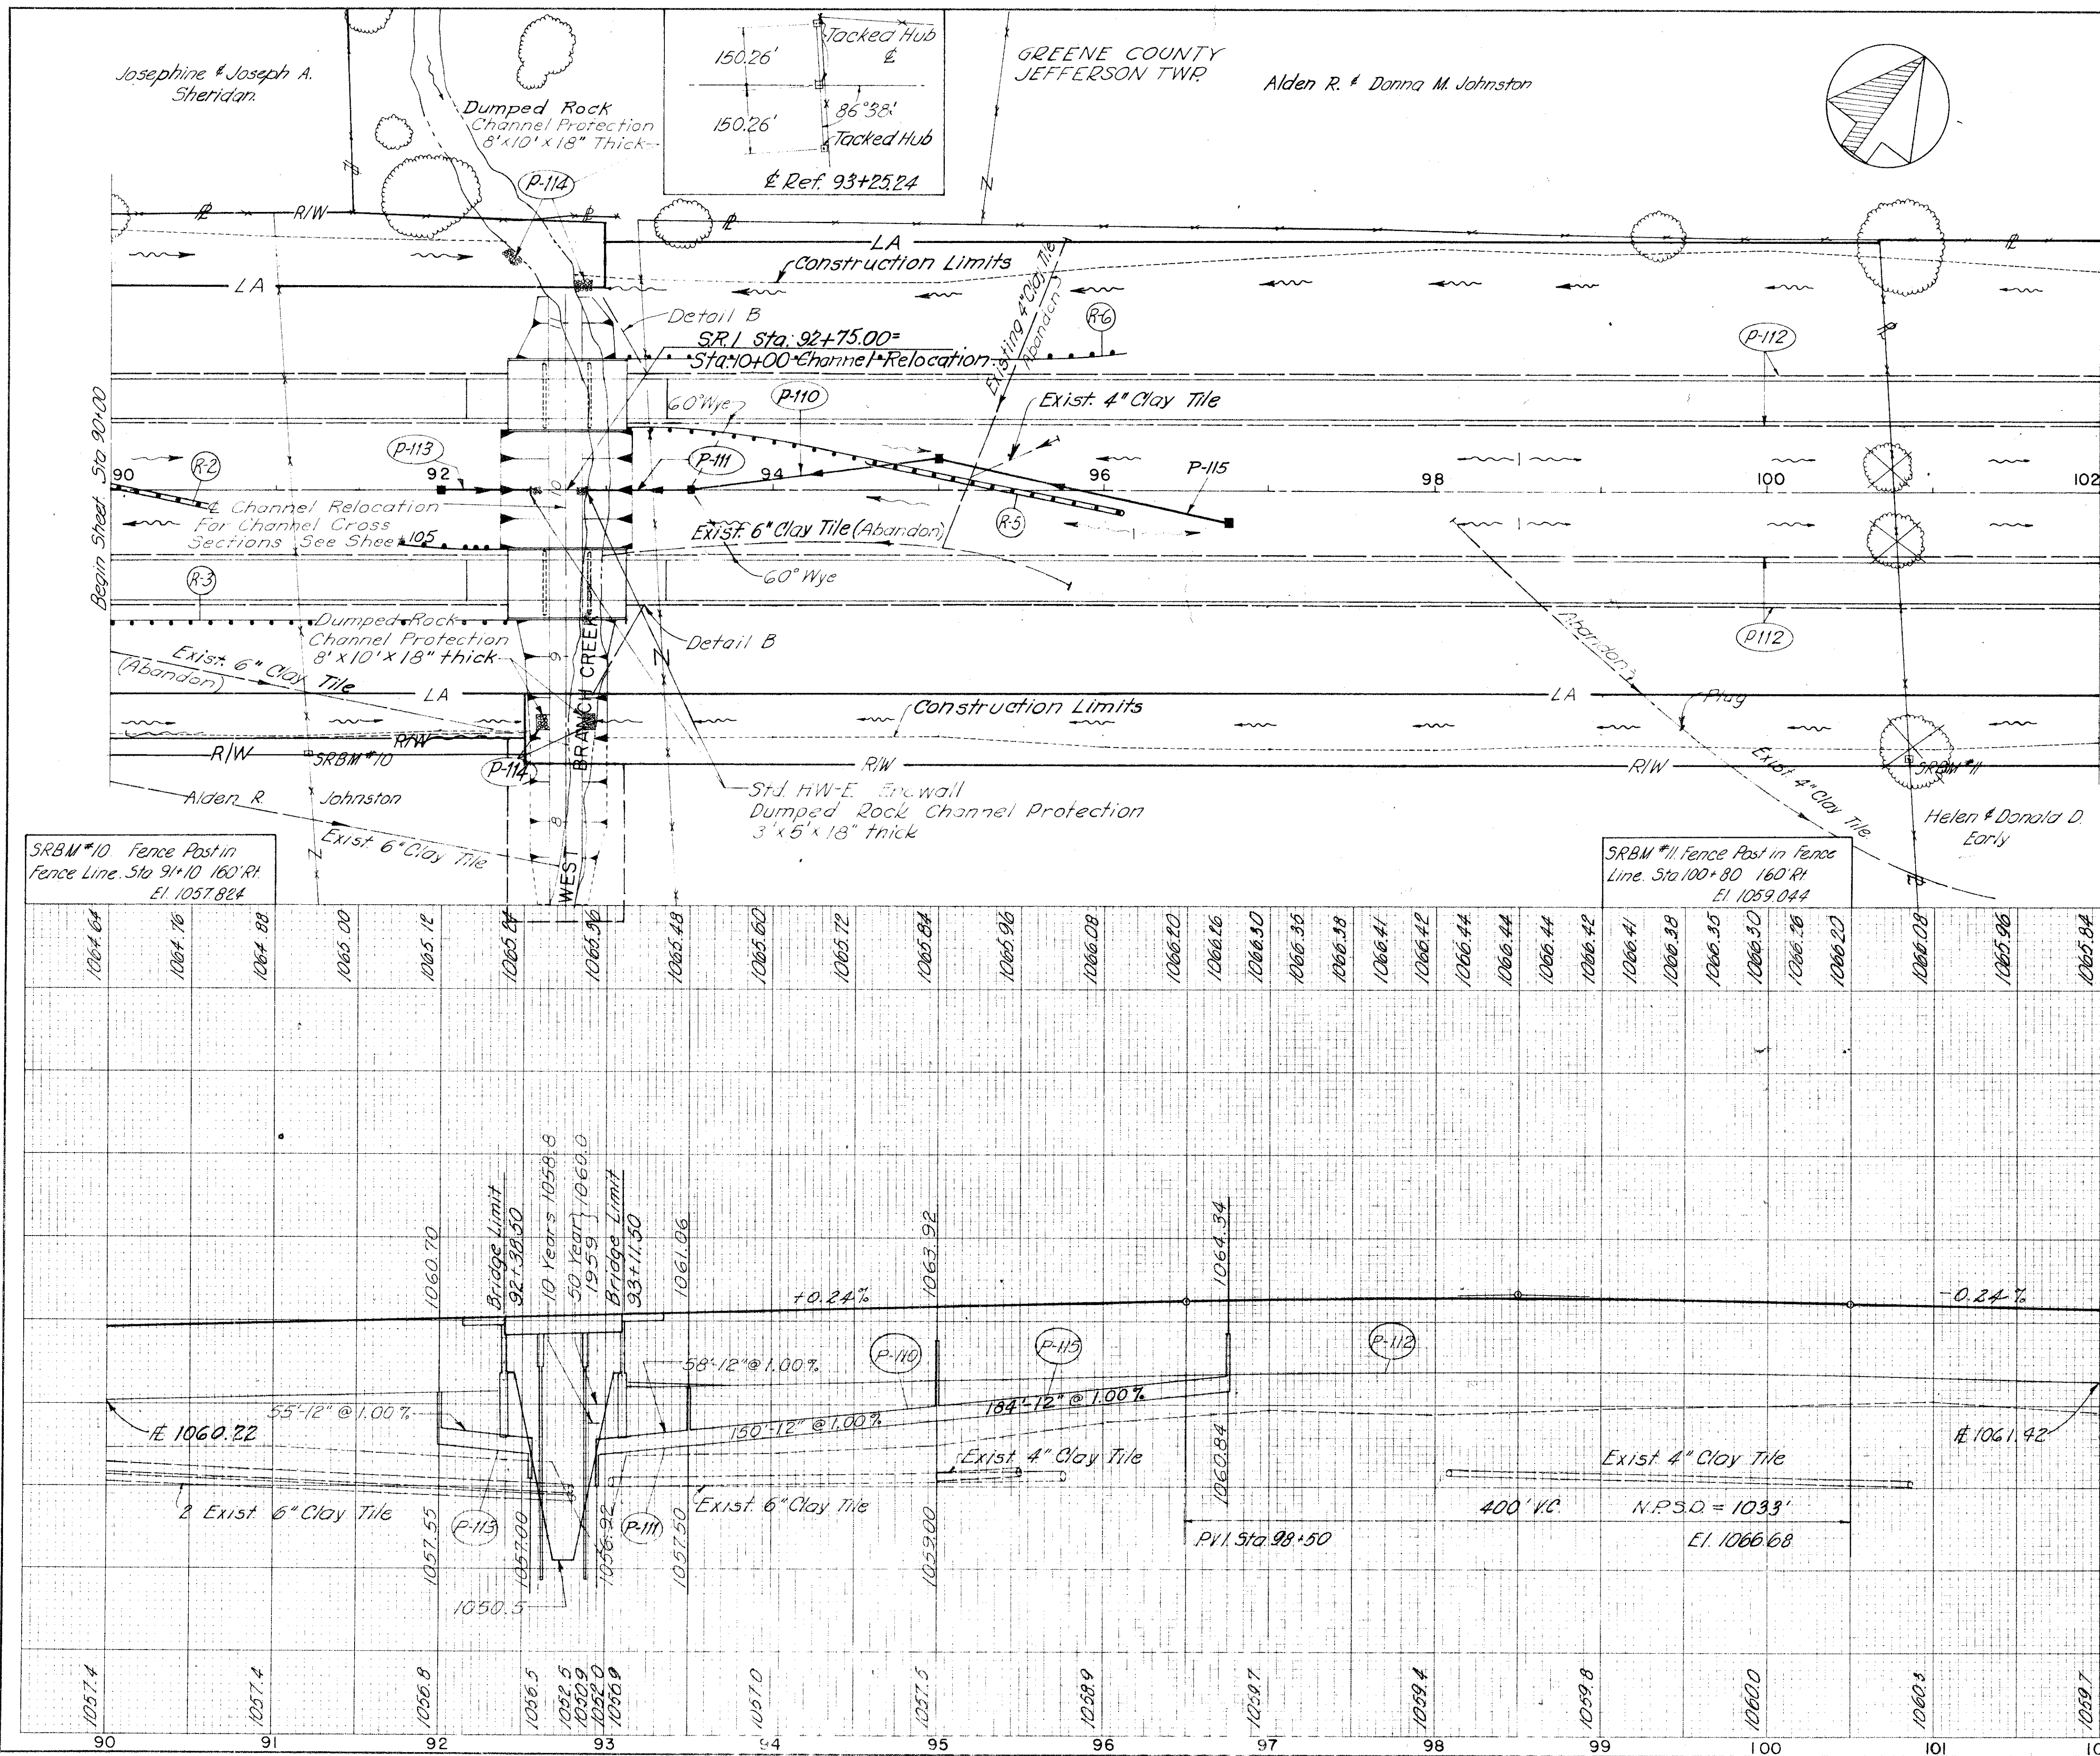 Josephine & Joseph A.
Sheridan.
Dumped Rock
Channel Protection
8'x10'x18" Thick
P-114
150.26'
150.26'
Tacked Hub
℄
86°38'
Tacked Hub
℄ Ref. 93+25.24
GREENE COUNTY
JEFFERSON TWP.
Alden R. & Donna M. Johnston
R/W
LA
LA
Construction Limits
Detail B
S.R.1 Sta. 92+75.00=
Sta. 10+00 Channel Relocation
Existing 4" Clay Tile
(Abandon)
R-6
P-112
Begin Sheet Sta 90+00
60° Wye
P-110
Exist. 4" Clay Tile
P-113
P-111
P-115
R-2
90
92
94
96
98
100
102
10
℄ Channel Relocation
For Channel Cross
Sections See Sheet 105
Exist. 6" Clay Tile (Abandon)
R-5
R-3
60° Wye
Dumped Rock
Channel Protection
8'x10'x18" thick
9
Detail B
P112
Exist. 6" Clay Tile
(Abandon)
Abandon
LA
LA
Plug
Construction Limits
R/W
R/W
SRBM #10
P-114
R/W
R/W
Exist. 4" Clay Tile
SRBM #11
WEST BRANCH CREEK
8
Std. HW-E Endwall
Dumped Rock Channel Protection
3'x6'x18" thick
Alden R. Johnston
Exist. 6" Clay Tile
Helen & Donald D.
Early
SRBM #10 Fence Post in
Fence Line. Sta 91+10 160' Rt.
El. 1057.824
SRBM #11. Fence Post in Fence
Line. Sta 100+80 160' Rt
El. 1059.044
1064.64 1064.76 1064.88 1065.00 1065.12 1065.24 1065.36 1065.48 1065.60 1065.72 1065.84 1065.96 1066.08 1066.20 1066.26 1066.30 1066.35 1066.38 1066.41 1066.42 1066.44 1066.44 1066.44 1066.42 1066.41 1066.38 1066.35 1066.30 1066.26 1066.20 1066.08 1065.96 1065.84
1060.70
Bridge Limit
92+38.50
10 Years 1058.8
50 Year 1060.0
1959
Bridge Limit
93+11.50
1061.06
1063.92
1064.34
+0.24%
-0.24%
58'-12" @ 1.00%
P-110
P-115
P-112
55'-12" @ 1.00%
150'-12" @ 1.00%
184'-12" @ 1.00%
1060.22
1061.42
Exist. 4" Clay Tile
Exist 4" Clay Tile
2 Exist. 6" Clay Tile
P-113
P-111
Exist. 6" Clay Tile
1057.55
1057.00
1056.92
1057.50
1059.00
1060.84
400' V.C.
N.P.S.D. = 1033'
P.V.I. Sta. 98+50
El. 1066.68
1050.5
1057.4 1057.4 1056.8 1056.5 1052.5 1050.9 1052.0 1056.9 1057.0 1057.5 1058.9 1059.7 1059.4 1059.8 1060.0 1060.3 1059.7
90 91 92 93 94 95 96 97 98 99 100 101